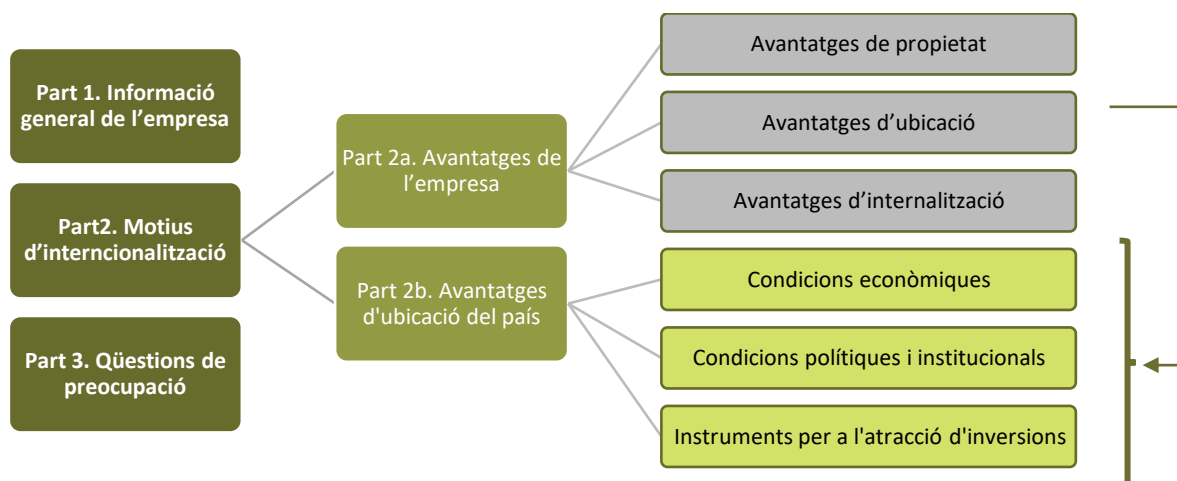 Part 1. Informació
general de l’empresa
Part2. Motius
d’interncionalització
Part 3. Qüestions de
preocupació
Part 2a. Avantatges de
l’empresa
Part 2b. Avantatges
d'ubicació del país
Avantatges de propietat
Avantatges d’ubicació
Avantatges d’internalització
Condicions econòmiques
Condicions polítiques i institucionals
Instruments per a l'atracció d'inversions